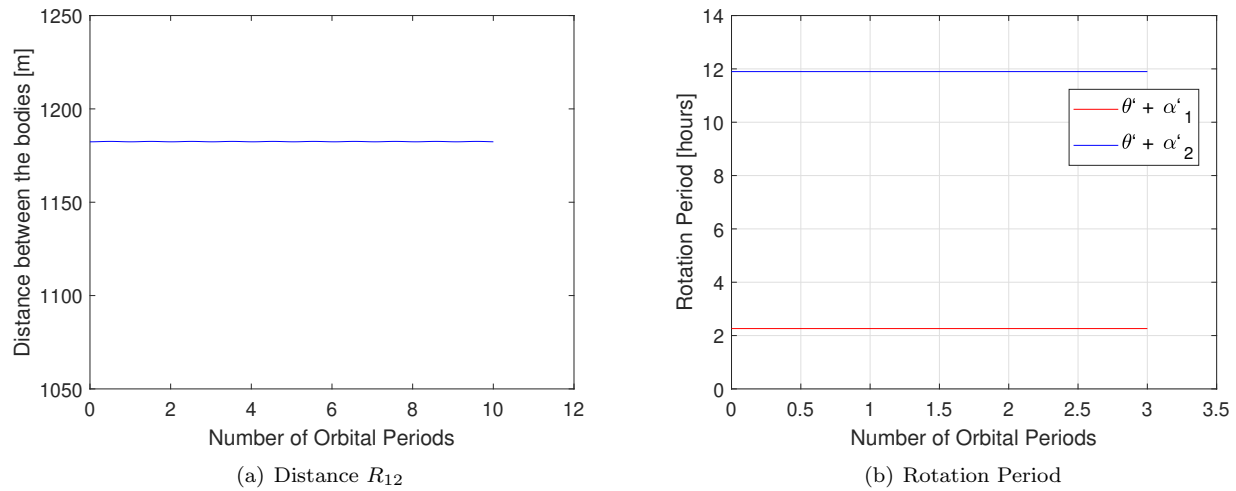 1250
1200
1150
1100
1050
0 2 4 6 8 10 12
Distance between the bodies [m]
Number of Orbital Periods
(a) Distance R12
14
12
10
8
6
4
2
0
0 0.5 1 1.5 2 2.5 3 3.5
Rotation Period [hours]
θ‘ + α‘1
θ‘ + α‘2
Number of Orbital Periods
(b) Rotation Period